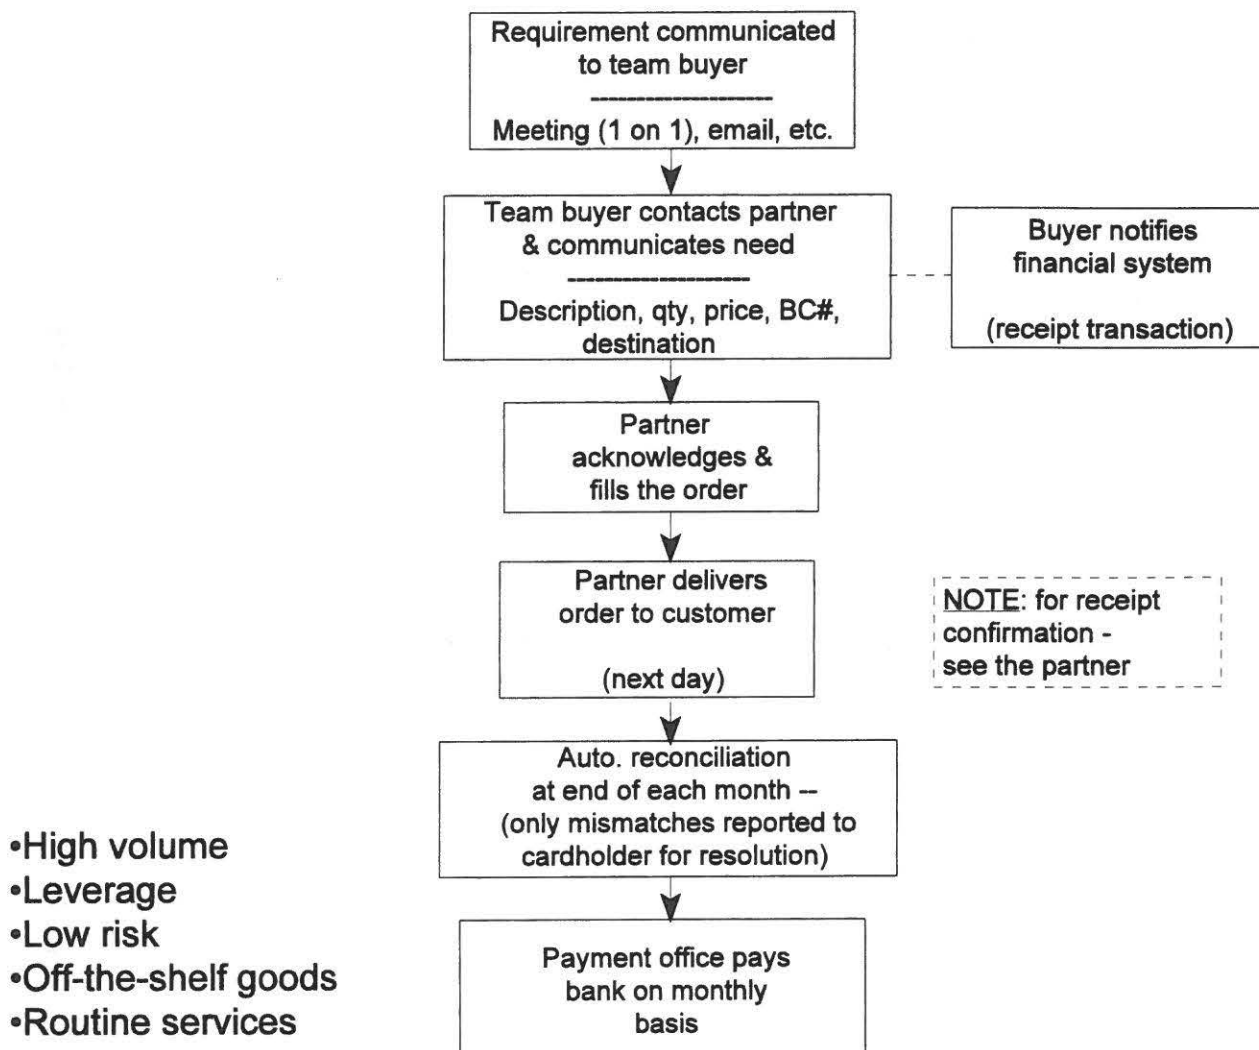 Requirement communicated
to team buyer
--------------------
Meeting (1 on 1), email, etc.
Team buyer contacts partner
& communicates need
--------------------
Description, qty, price, BC#,
destination
Buyer notifies
financial system
(receipt transaction)
Partner
acknowledges &
fills the order
Partner delivers
order to customer
(next day)
NOTE: for receipt
confirmation -
see the partner
Auto. reconciliation
at end of each month --
(only mismatches reported to
cardholder for resolution)
•High volume
•Leverage
•Low risk
•Off-the-shelf goods
•Routine services
Payment office pays
bank on monthly
basis